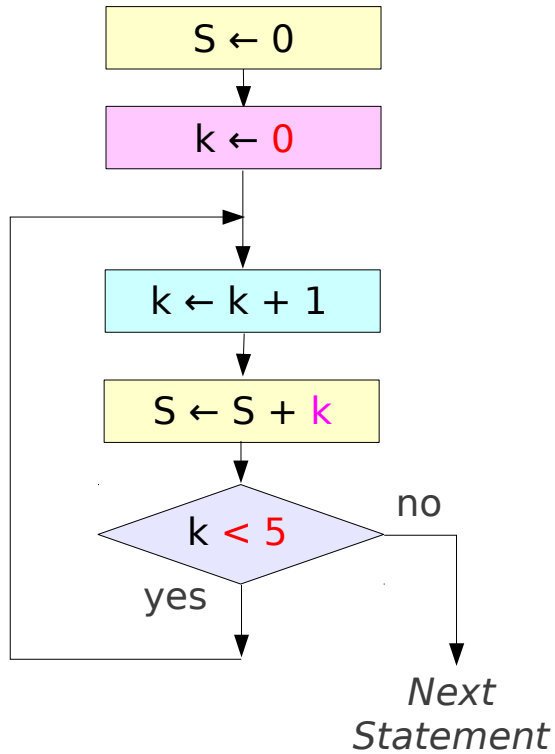 S ← 0
k ← 0
k ← k + 1
S ← S + k
k < 5
no
yes
Next
Statement